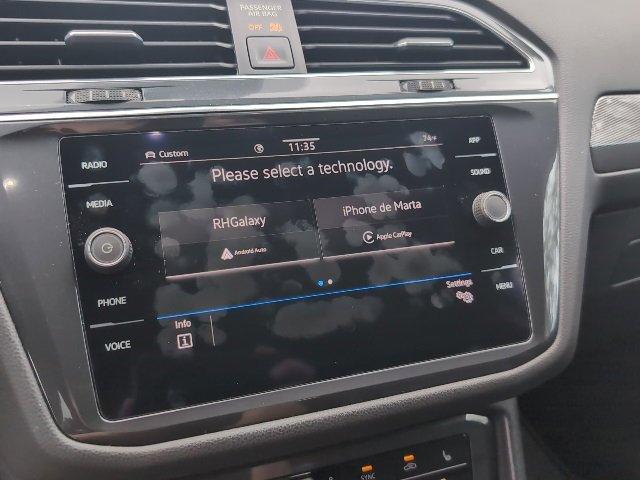 PASSENGER
AIR BAG
OFF
RADIO
MEDIA
PHONE
VOICE
Custom
11:35
74°F
Please select a technology.
RHGalaxy
Android Auto
iPhone de Marta
Apple CarPlay
Info
Settings
APP
SOUND
CAR
MENU
SYNC